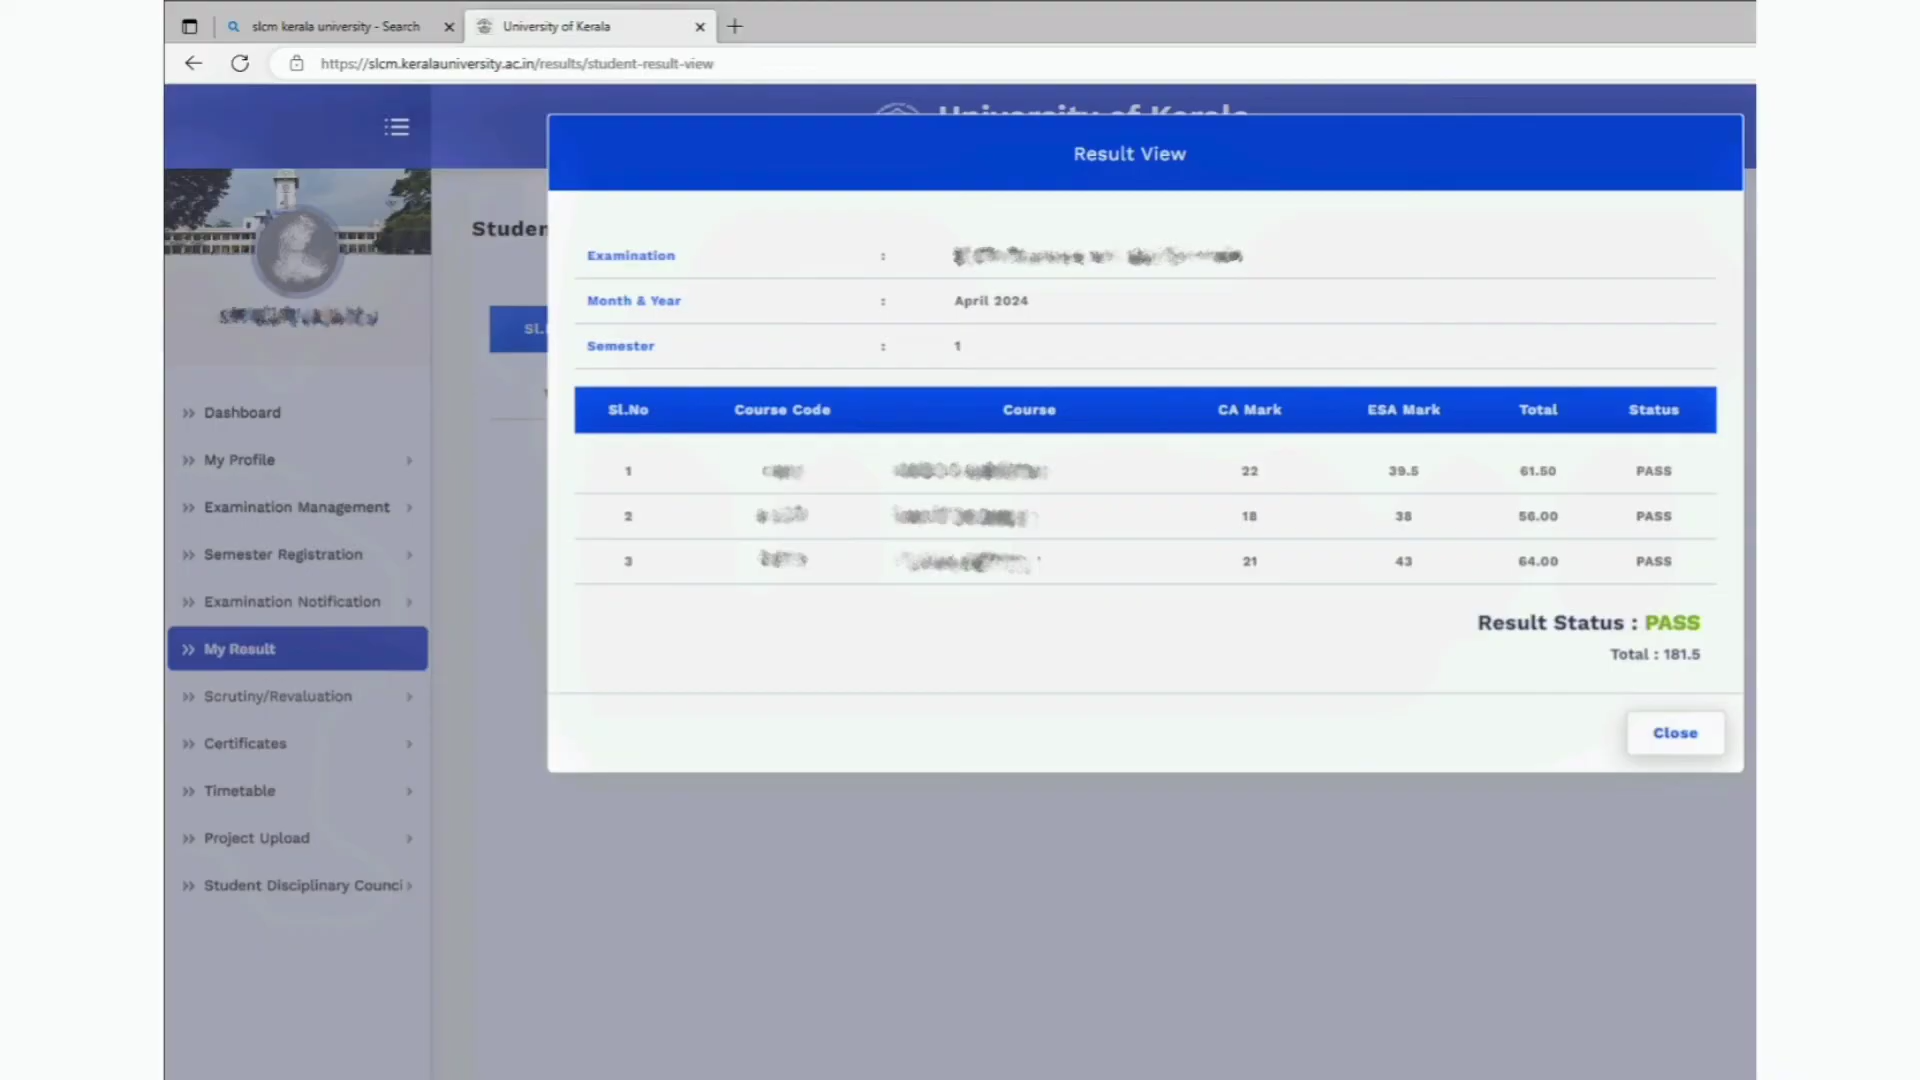 slcm kerala university - Search
University of Kerala
https://slcm.keralauniversity.ac.in/results/student-result-view
University of Kerala
Result View
Studen
Examination :
Month & Year : April 2024
Semester : 1
Sl.
Sl.No Course Code Course CA Mark ESA Mark Total Status
1 22 39.5 61.50 PASS
2 18 38 56.00 PASS
3 21 43 64.00 PASS
Result Status : PASS
Total : 181.5
Close
Dashboard
My Profile
Examination Management
Semester Registration
Examination Notification
My Result
Scrutiny/Revaluation
Certificates
Timetable
Project Upload
Student Disciplinary Counci